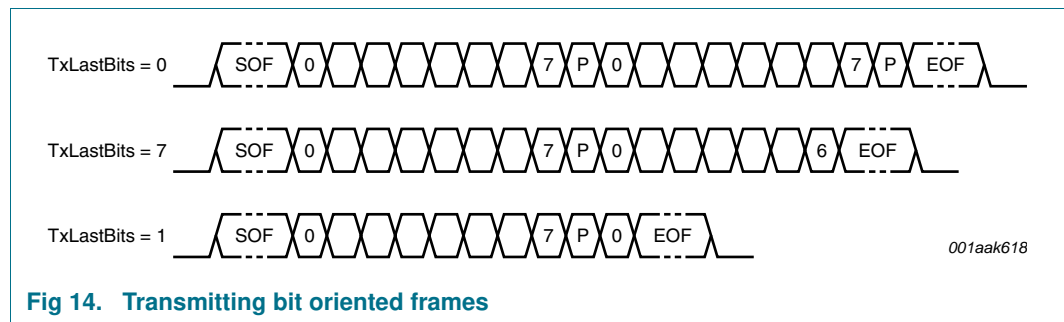 TxLastBits = 0 SOF 0 7 P 0 7 P EOF
TxLastBits = 7 SOF 0 7 P 0 6 EOF
TxLastBits = 1 SOF 0 7 P 0 EOF
001aak618
Fig 14. Transmitting bit oriented frames